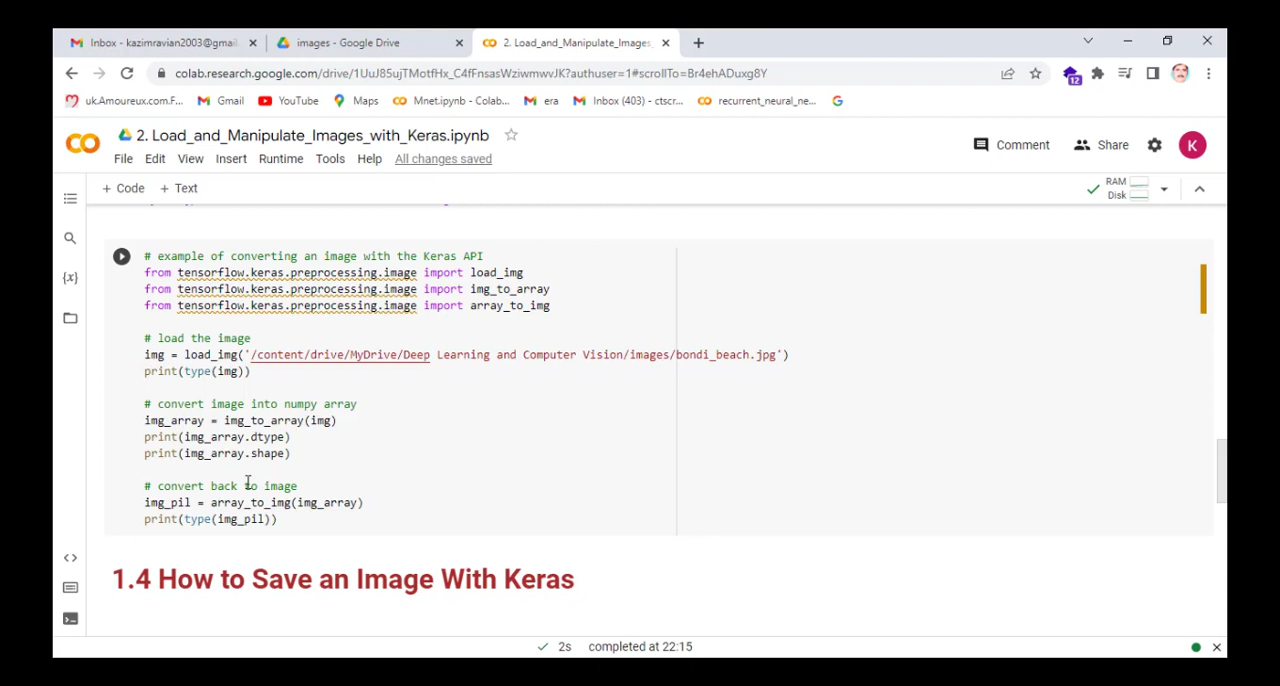 Inbox - kazimravian2003@gmail.
images - Google Drive
2. Load_and_Manipulate_Images_
colab.research.google.com/drive/1UuJ85ujTMotfHx_C4fFnsasWziwmwvJK?authuser=1#scrollTo=Br4ehADuxg8Y
12
uk.Amoureux.com.F...
Gmail
YouTube
Maps
Mnet.ipynb - Colab...
era
Inbox (403) - ctscr...
recurrent_neural_ne...
2. Load_and_Manipulate_Images_with_Keras.ipynb
Comment
Share
K
File Edit View Insert Runtime Tools Help All changes saved
+ Code + Text
RAM
Disk
# example of converting an image with the Keras API
from tensorflow.keras.preprocessing.image import load_img
from tensorflow.keras.preprocessing.image import img_to_array
from tensorflow.keras.preprocessing.image import array_to_img
# load the image
img = load_img('/content/drive/MyDrive/Deep Learning and Computer Vision/images/bondi_beach.jpg')
print(type(img))
# convert image into numpy array
img_array = img_to_array(img)
print(img_array.dtype)
print(img_array.shape)
# convert back to image
img_pil = array_to_img(img_array)
print(type(img_pil))
1.4 How to Save an Image With Keras
2s completed at 22:15